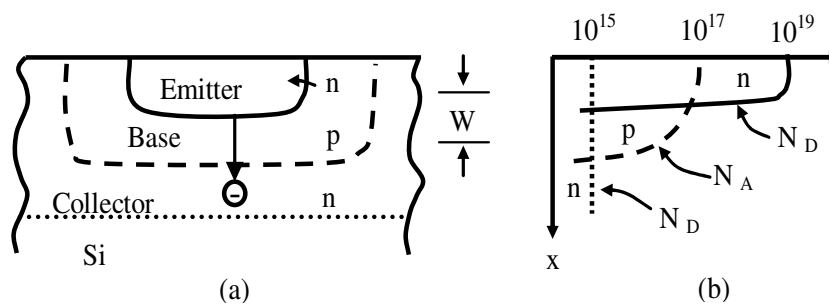 Emitter
n
Base
p
W
Collector
n
Si
(a)
10^15
10^17
10^19
n
p
N_D
N_A
n
N_D
x
(b)